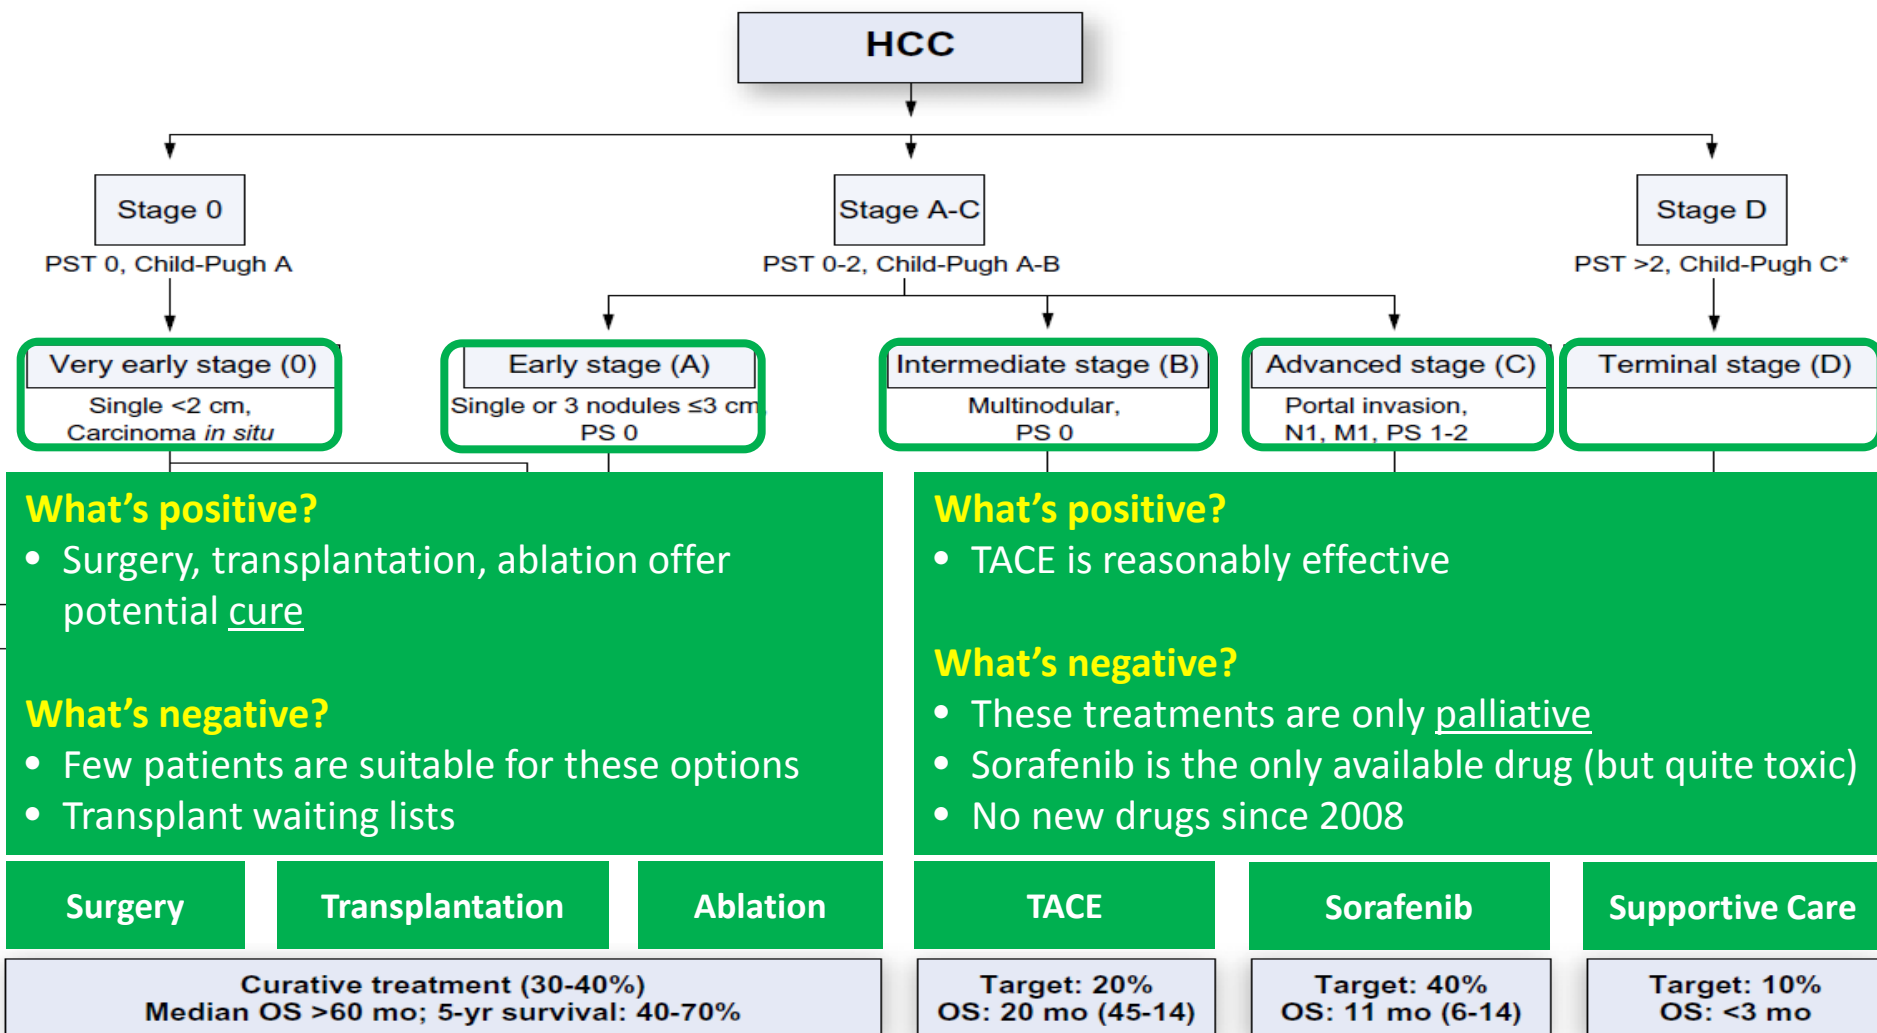 HCC
Stage 0
Stage A-C
Stage D
PST 0, Child-Pugh A
PST 0-2, Child-Pugh A-B
PST >2, Child-Pugh C*
Very early stage (0)
Early stage (A)
Intermediate stage (B)
Advanced stage (C)
Terminal stage (D)
Single <2 cm,
Carcinoma in situ
Single or 3 nodules ≤3 cm,
PS 0
Multinodular,
PS 0
Portal invasion,
N1, M1, PS 1-2
What's positive?
• Surgery, transplantation, ablation offer
potential cure
What's negative?
• Few patients are suitable for these options
• Transplant waiting lists
What's positive?
• TACE is reasonably effective
What's negative?
• These treatments are only palliative
• Sorafenib is the only available drug (but quite toxic)
• No new drugs since 2008
Surgery
Transplantation
Ablation
TACE
Sorafenib
Supportive Care
Curative treatment (30-40%)
Median OS >60 mo; 5-yr survival: 40-70%
Target: 20%
OS: 20 mo (45-14)
Target: 40%
OS: 11 mo (6-14)
Target: 10%
OS: <3 mo